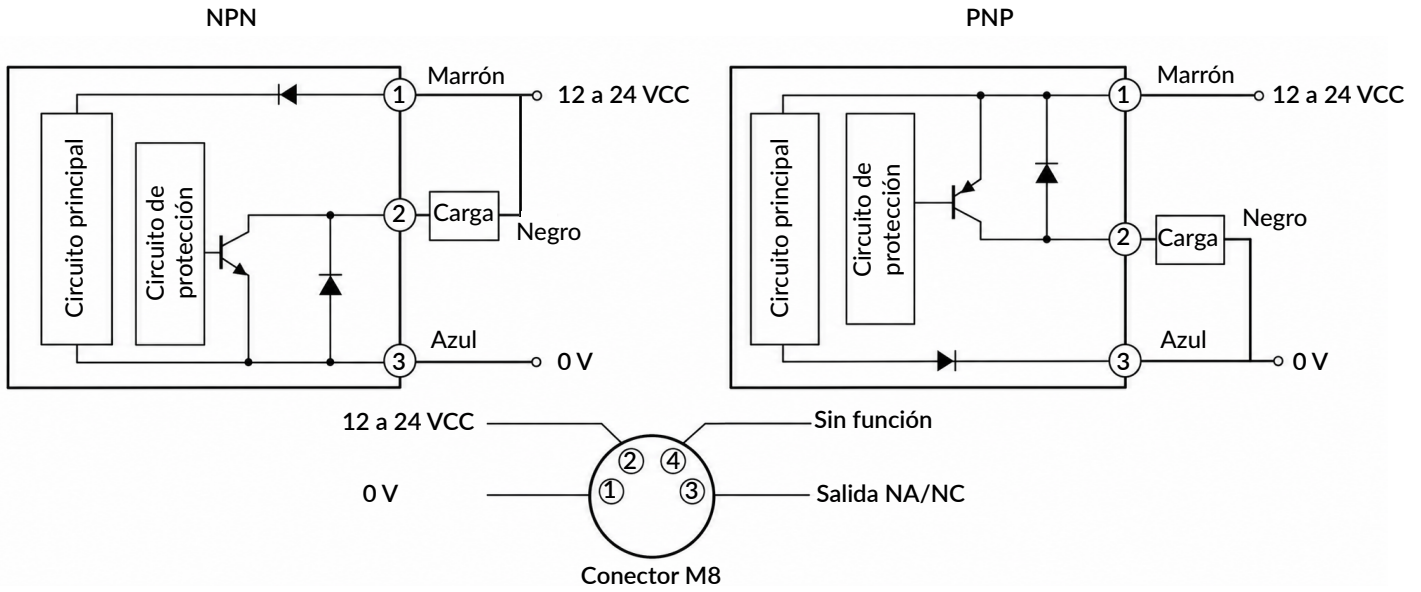 NPN
PNP
Marrón
1
12 a 24 VCC
Circuito principal
Circuito de
protección
2
Carga
Negro
Azul
3
0 V
Marrón
1
12 a 24 VCC
Circuito principal
Circuito de
protección
2
Carga
Negro
Azul
3
0 V
12 a 24 VCC
Sin función
2
4
0 V
1
3
Salida NA/NC
Conector M8